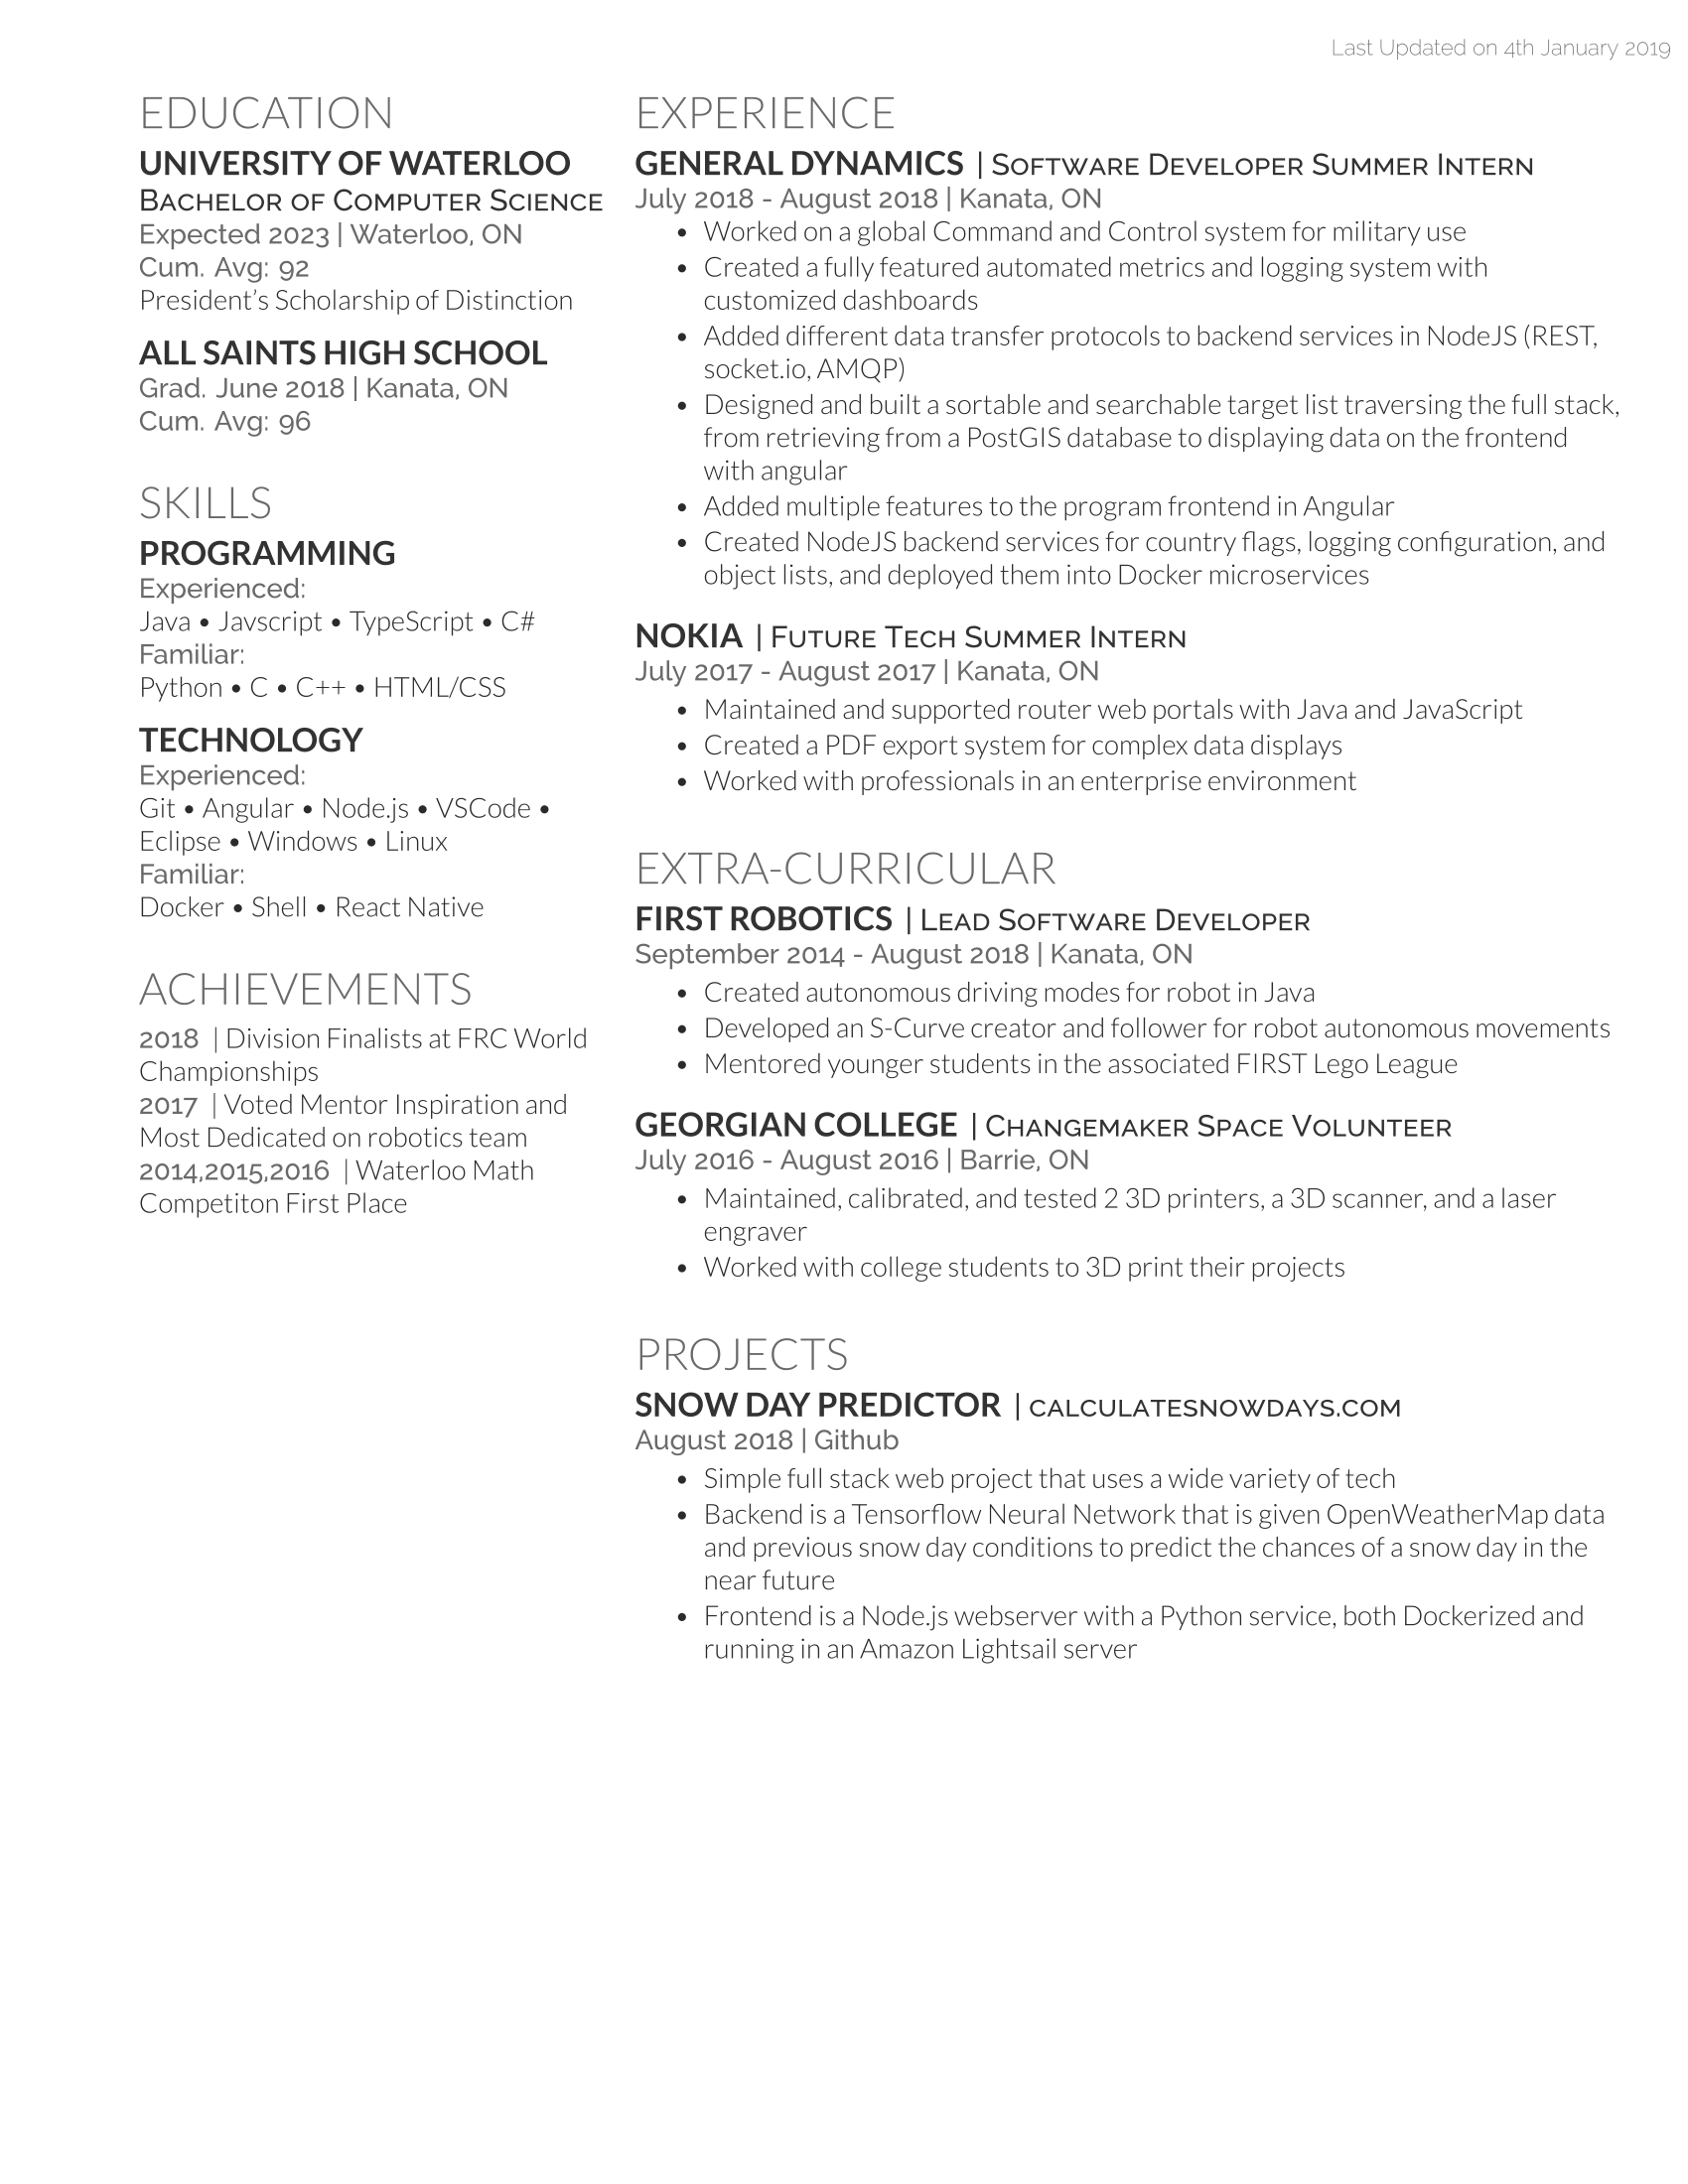 Last Updated on 4th January 2019
EDUCATION
UNIVERSITY OF WATERLOO
Bachelor of Computer Science
Expected 2023 | Waterloo, ON
Cum. Avg: 92
President's Scholarship of Distinction
ALL SAINTS HIGH SCHOOL
Grad. June 2018 | Kanata, ON
Cum. Avg: 96
SKILLS
PROGRAMMING
Experienced:
Java • Javscript • TypeScript • C#
Familiar:
Python • C • C++ • HTML/CSS
TECHNOLOGY
Experienced:
Git • Angular • Node.js • VSCode •
Eclipse • Windows • Linux
Familiar:
Docker • Shell • React Native
ACHIEVEMENTS
2018 | Division Finalists at FRC World
Championships
2017 | Voted Mentor Inspiration and
Most Dedicated on robotics team
2014,2015,2016 | Waterloo Math
Competiton First Place
EXPERIENCE
GENERAL DYNAMICS | Software Developer Summer Intern
July 2018 - August 2018 | Kanata, ON
• Worked on a global Command and Control system for military use
• Created a fully featured automated metrics and logging system with
customized dashboards
• Added different data transfer protocols to backend services in NodeJS (REST,
socket.io, AMQP)
• Designed and built a sortable and searchable target list traversing the full stack,
from retrieving from a PostGIS database to displaying data on the frontend
with angular
• Added multiple features to the program frontend in Angular
• Created NodeJS backend services for country flags, logging configuration, and
object lists, and deployed them into Docker microservices
NOKIA | Future Tech Summer Intern
July 2017 - August 2017 | Kanata, ON
• Maintained and supported router web portals with Java and JavaScript
• Created a PDF export system for complex data displays
• Worked with professionals in an enterprise environment
EXTRA-CURRICULAR
FIRST ROBOTICS | Lead Software Developer
September 2014 - August 2018 | Kanata, ON
• Created autonomous driving modes for robot in Java
• Developed an S-Curve creator and follower for robot autonomous movements
• Mentored younger students in the associated FIRST Lego League
GEORGIAN COLLEGE | Changemaker Space Volunteer
July 2016 - August 2016 | Barrie, ON
• Maintained, calibrated, and tested 2 3D printers, a 3D scanner, and a laser
engraver
• Worked with college students to 3D print their projects
PROJECTS
SNOW DAY PREDICTOR | calculatesnowdays.com
August 2018 | Github
• Simple full stack web project that uses a wide variety of tech
• Backend is a Tensorflow Neural Network that is given OpenWeatherMap data
and previous snow day conditions to predict the chances of a snow day in the
near future
• Frontend is a Node.js webserver with a Python service, both Dockerized and
running in an Amazon Lightsail server